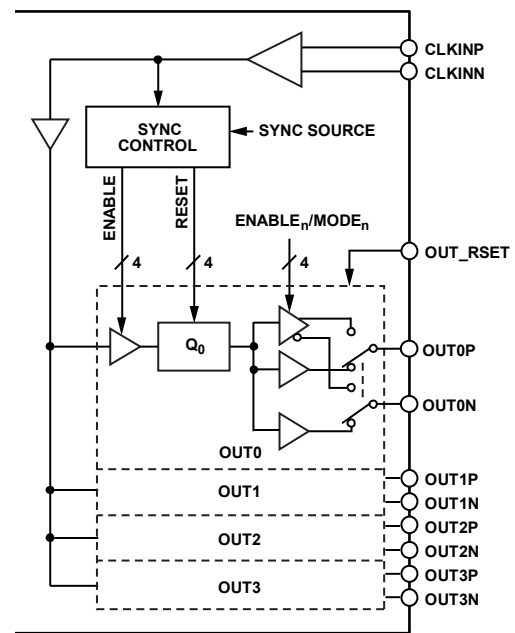 CLKINP
CLKINN
SYNC
CONTROL
SYNC SOURCE
ENABLE
RESET
ENABLEn/MODEn
4
4
4
OUT_RSET
Q0
OUT0P
OUT0N
OUT0
OUT1
OUT1P
OUT1N
OUT2
OUT2P
OUT2N
OUT3
OUT3P
OUT3N